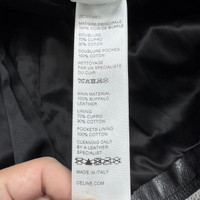 MATIERE PRINCIPALE
100% CUIR DE BUFFLE
DOUBLURE
70% CUPRO
30% COTON
DOUBLURE POCHES
100% COTON
NETTOYAGE
PAR UN SPECIALISTE
DU CUIR
MAIN MATERIAL
100% BUFFALO
LEATHER
LINING
70% CUPRO
30% COTTON
POCKETS LINING
100% COTTON
CLEANING ONLY
BY A LEATHER
SPECIALIST
MADE IN ITALY
CELINE.COM